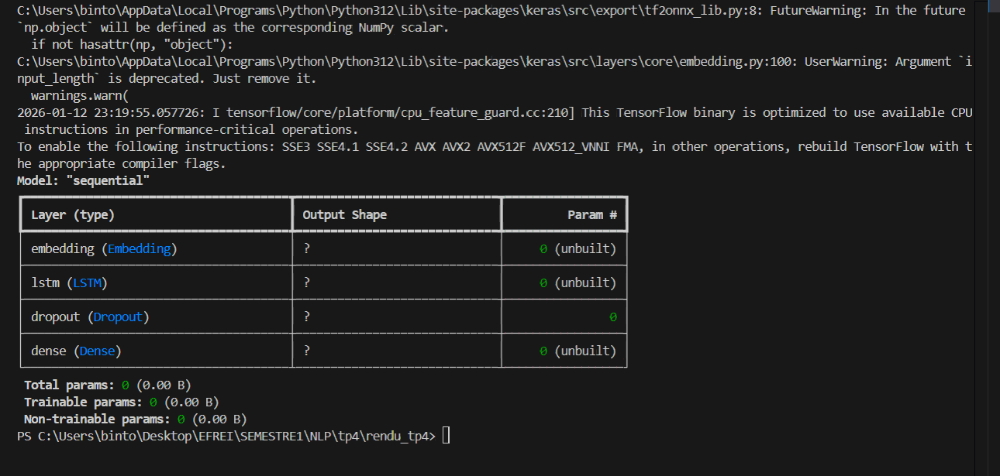 C:\Users\binto\AppData\Local\Programs\Python\Python312\Lib\site-packages\keras\src\export\tf2onnx_lib.py:8: FutureWarning: In the future
`np.object` will be defined as the corresponding NumPy scalar.
  if not hasattr(np, "object"):
C:\Users\binto\AppData\Local\Programs\Python\Python312\Lib\site-packages\keras\src\layers\core\embedding.py:100: UserWarning: Argument `i
nput_length` is deprecated. Just remove it.
  warnings.warn(
2026-01-12 23:19:55.057726: I tensorflow/core/platform/cpu_feature_guard.cc:210] This TensorFlow binary is optimized to use available CPU
 instructions in performance-critical operations.
To enable the following instructions: SSE3 SSE4.1 SSE4.2 AVX AVX2 AVX512F AVX512_VNNI FMA, in other operations, rebuild TensorFlow with t
he appropriate compiler flags.
Model: "sequential"
Layer (type) Output Shape Param #
embedding (Embedding) ? 0 (unbuilt)
lstm (LSTM) ? 0 (unbuilt)
dropout (Dropout) ? 0
dense (Dense) ? 0 (unbuilt)
Total params: 0 (0.00 B)
Trainable params: 0 (0.00 B)
Non-trainable params: 0 (0.00 B)
PS C:\Users\binto\Desktop\EFREI\SEMESTRE1\NLP\tp4\rendu_tp4>